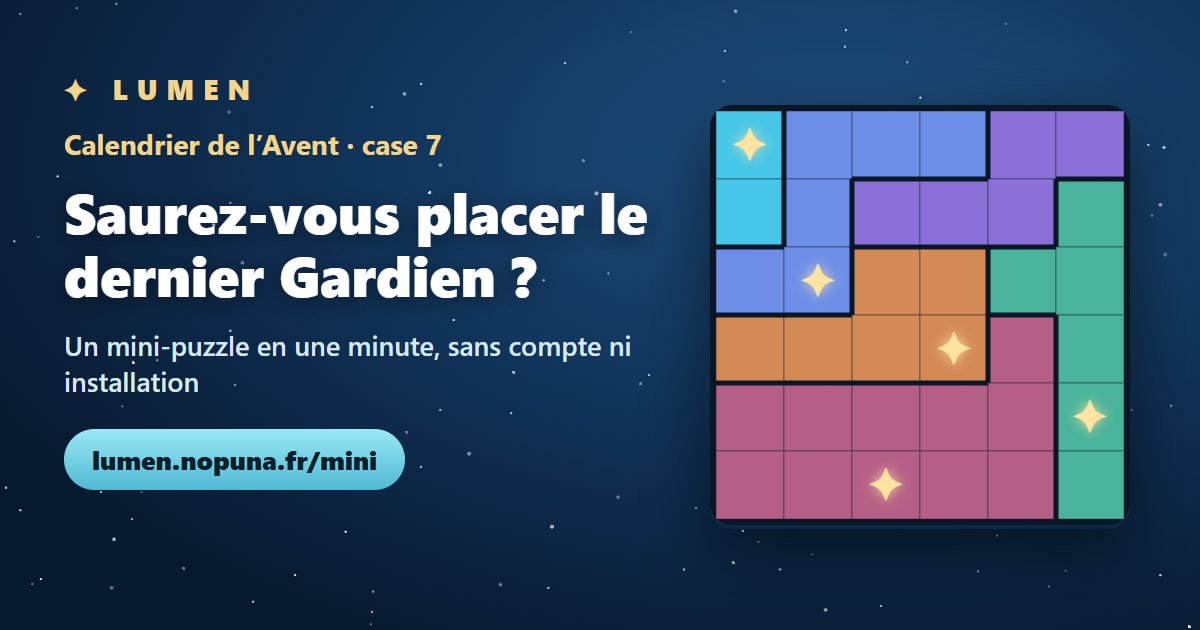 LUMEN
Calendrier de l’Avent · case 7
Saurez-vous placer le
dernier Gardien ?
Un mini-puzzle en une minute, sans compte ni
installation
lumen.nopuna.fr/mini